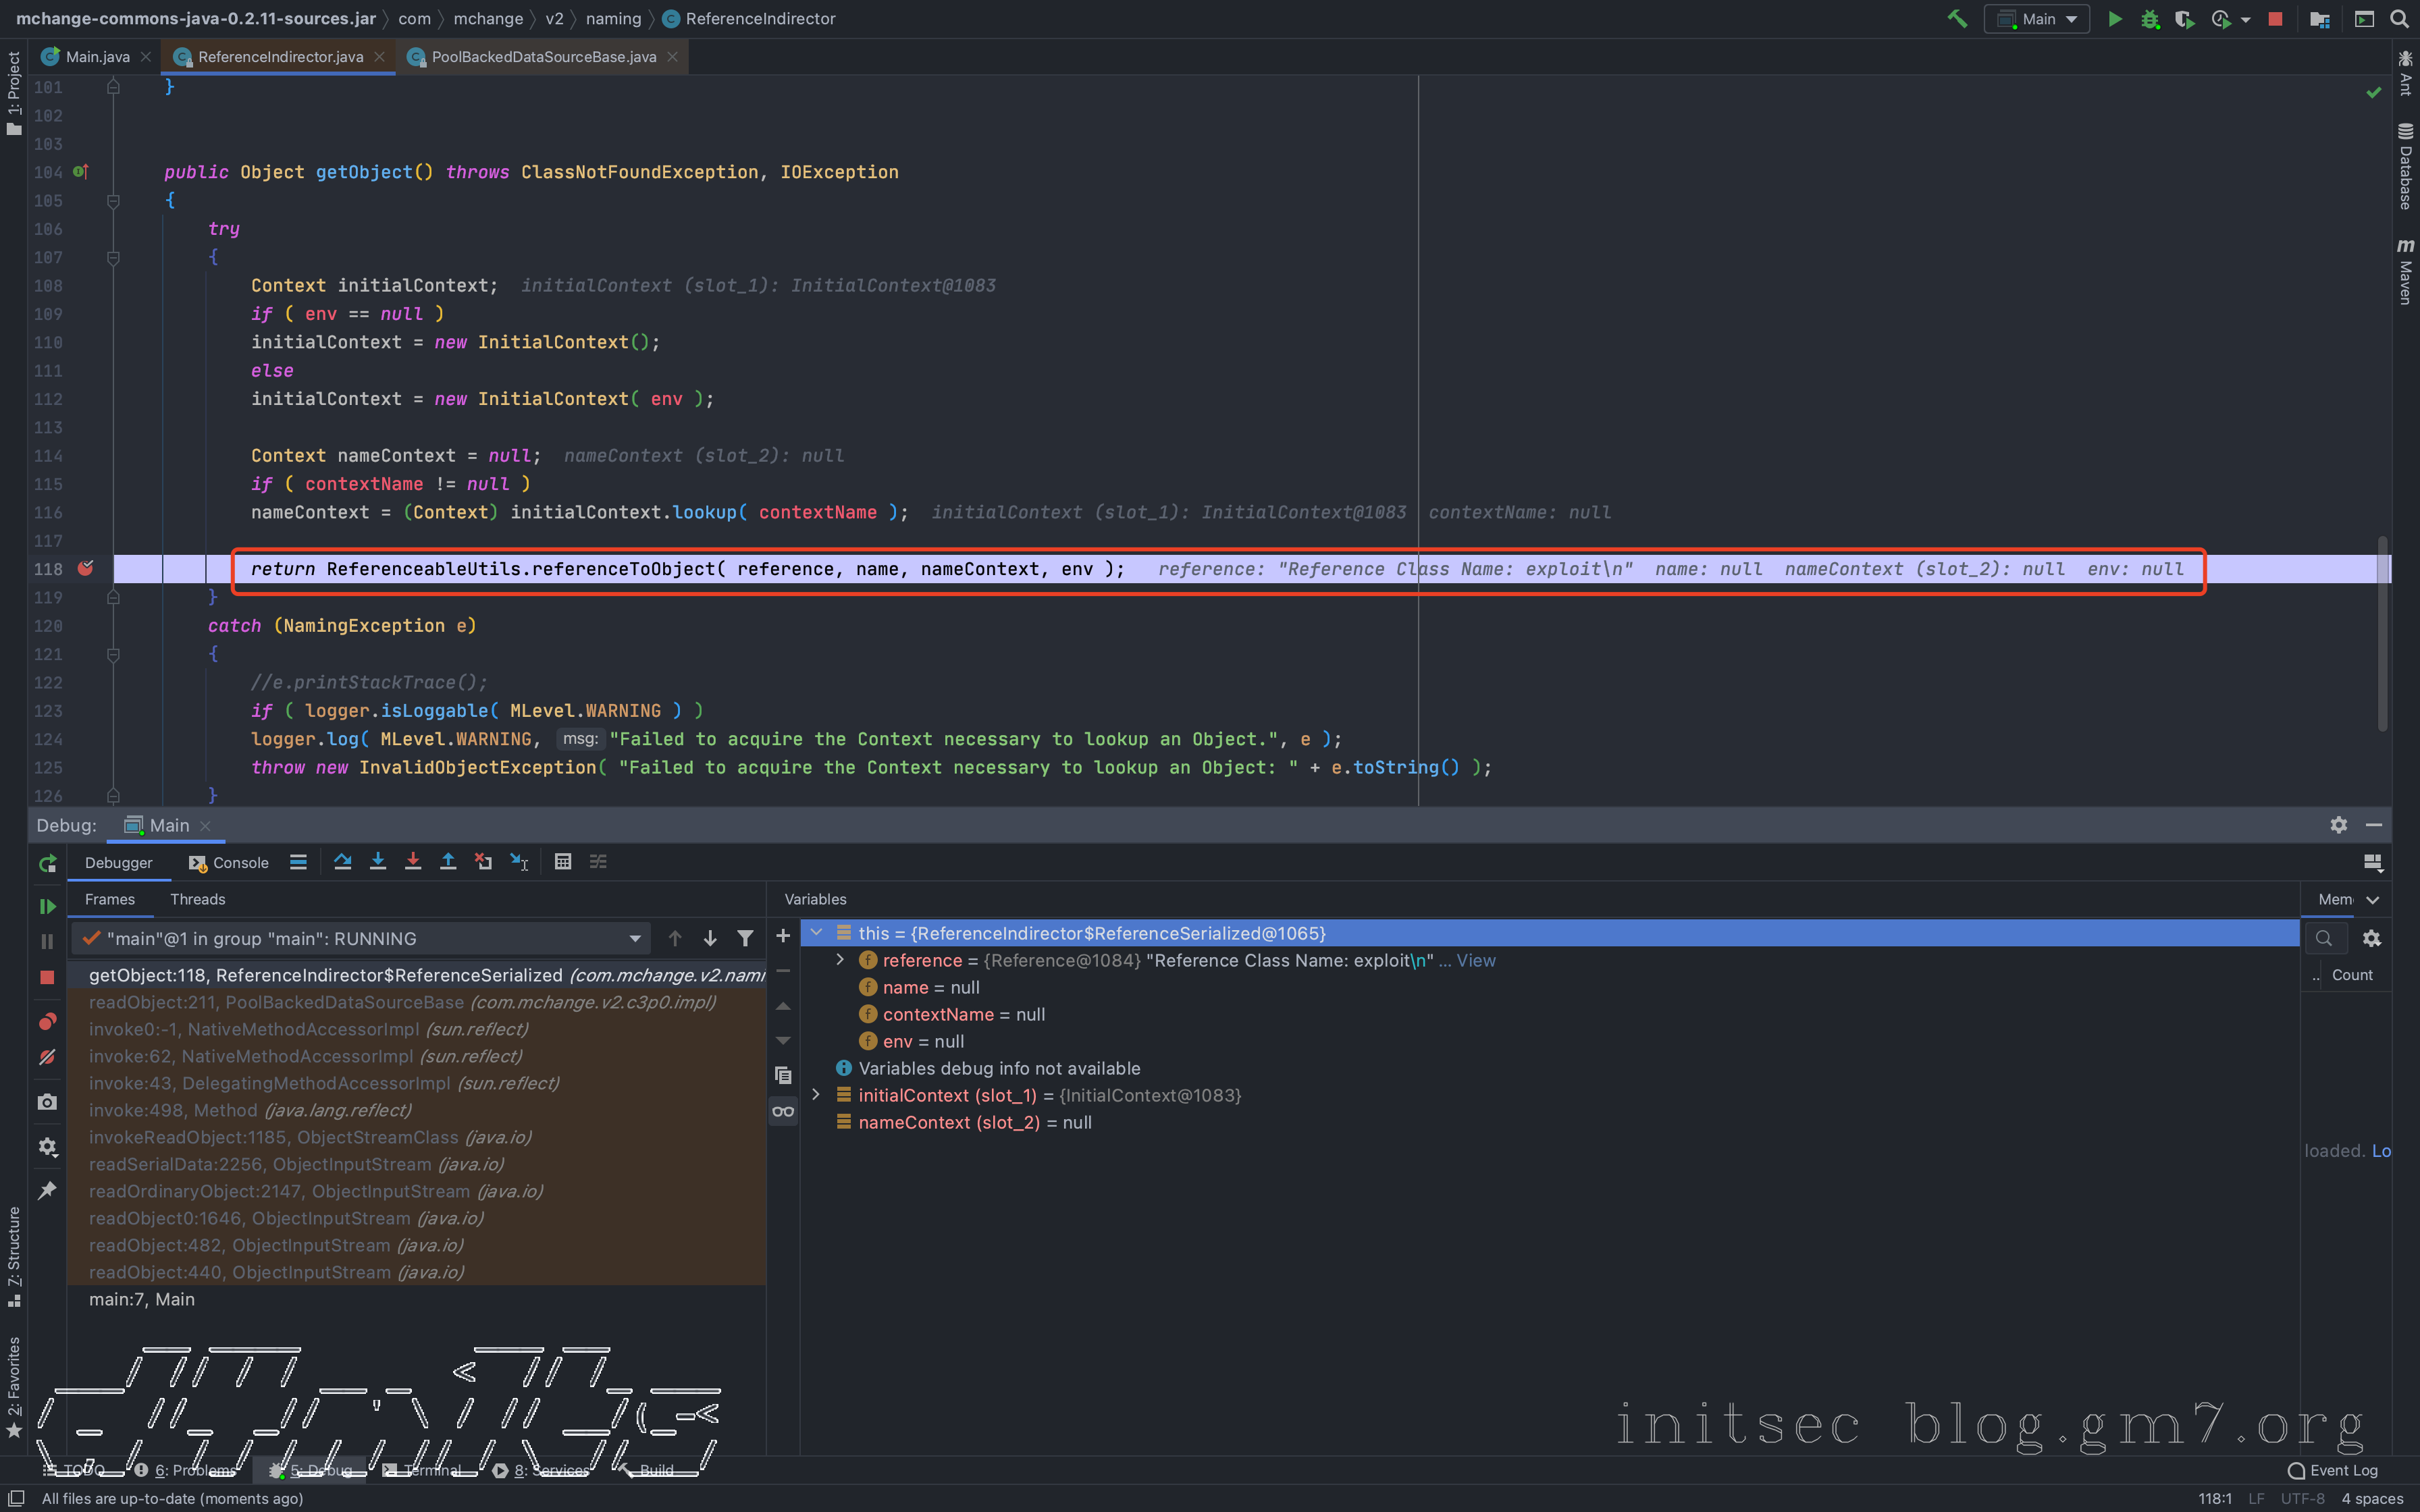 mchange-commons-java-0.2.11-sources.jar com mchange v2 naming ReferenceIndirector Main
Main.java ReferenceIndirector.java PoolBackedDataSourceBase.java
1: Project
Ant
Database
Maven
101 }
102
103
104 public Object getObject() throws ClassNotFoundException, IOException
105 {
106 try
107 {
108 Context initialContext; initialContext (slot_1): InitialContext@1083
109 if ( env == null )
110 initialContext = new InitialContext();
111 else
112 initialContext = new InitialContext( env );
113
114 Context nameContext = null; nameContext (slot_2): null
115 if ( contextName != null )
116 nameContext = (Context) initialContext.lookup( contextName ); initialContext (slot_1): InitialContext@1083 contextName: null
117
118 return ReferenceableUtils.referenceToObject( reference, name, nameContext, env ); reference: "Reference Class Name: exploit\n" name: null nameContext (slot_2): null env: null
119 }
120 catch (NamingException e)
121 {
122 //e.printStackTrace();
123 if ( logger.isLoggable( MLevel.WARNING ) )
124 logger.log( MLevel.WARNING, msg: "Failed to acquire the Context necessary to lookup an Object.", e );
125 throw new InvalidObjectException( "Failed to acquire the Context necessary to lookup an Object: " + e.toString() );
126 }
Debug: Main
Debugger Console
Frames Threads
"main"@1 in group "main": RUNNING
getObject:118, ReferenceIndirector$ReferenceSerialized (com.mchange.v2.nami
readObject:211, PoolBackedDataSourceBase (com.mchange.v2.c3p0.impl)
invoke0:-1, NativeMethodAccessorImpl (sun.reflect)
invoke:62, NativeMethodAccessorImpl (sun.reflect)
invoke:43, DelegatingMethodAccessorImpl (sun.reflect)
invoke:498, Method (java.lang.reflect)
invokeReadObject:1185, ObjectStreamClass (java.io)
readSerialData:2256, ObjectInputStream (java.io)
readOrdinaryObject:2147, ObjectInputStream (java.io)
readObject0:1646, ObjectInputStream (java.io)
readObject:482, ObjectInputStream (java.io)
readObject:440, ObjectInputStream (java.io)
main:7, Main
Variables
this = {ReferenceIndirector$ReferenceSerialized@1065}
reference = {Reference@1084} "Reference Class Name: exploit\n" ... View
name = null
contextName = null
env = null
Variables debug info not available
initialContext (slot_1) = {InitialContext@1083}
nameContext (slot_2) = null
Mem
.. Count
loaded. Lo
7: Structure
2: Favorites
initsec blog.gm7.org
TODO 6: Problems 5: Debug Terminal 8: Services Build Event Log
All files are up-to-date (moments ago) 118:1 LF UTF-8 4 spaces